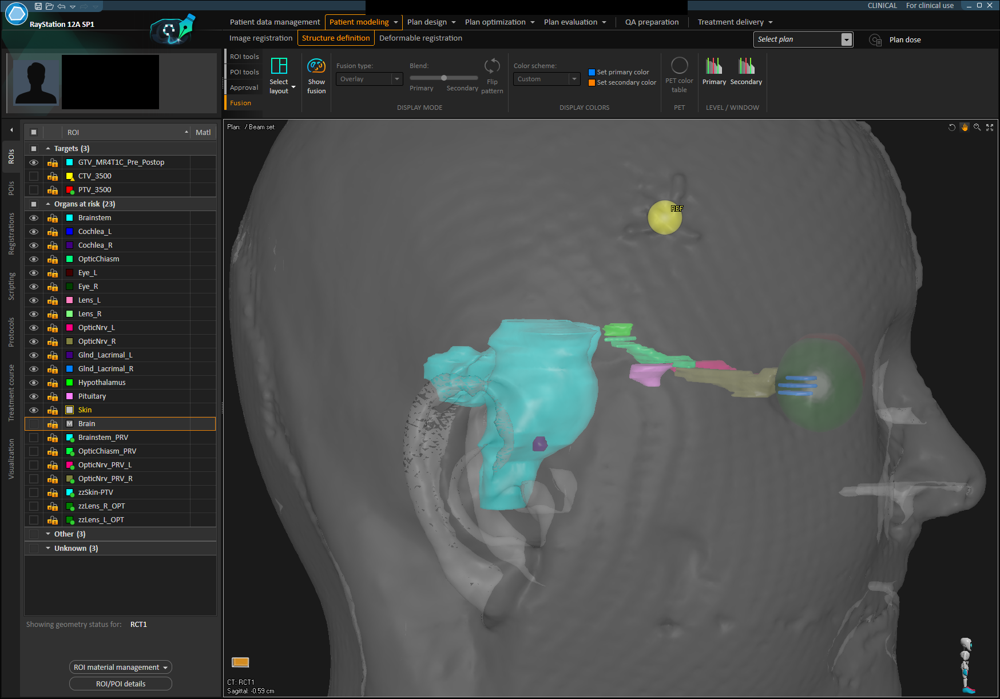 CLINICAL For clinical use
RayStation 12A SP1
Patient data management Patient modeling Plan design Plan optimization Plan evaluation QA preparation Treatment delivery
Image registration Structure definition Deformable registration
Select plan Plan dose
ROI tools
POI tools
Approval
Fusion
Select layout
Show fusion
Fusion type:
Overlay
Blend:
Primary Secondary
Flip pattern
DISPLAY MODE
Color scheme:
Custom
Set primary color
Set secondary color
DISPLAY COLORS
PET color table
PET
Primary Secondary
LEVEL / WINDOW
ROIs
POIs
Registrations
Scripting
Protocols
Treatment course
Visualization
ROI Matl
Targets (3)
GTV_MR4T1C_Pre_Postop
CTV_3500
PTV_3500
Organs at risk (23)
Brainstem
Cochlea_L
Cochlea_R
OpticChiasm
Eye_L
Eye_R
Lens_L
Lens_R
OpticNrv_L
OpticNrv_R
Glnd_Lacrimal_L
Glnd_Lacrimal_R
Hypothalamus
Pituitary
Skin
M Brain
Brainstem_PRV
OpticChiasm_PRV
OpticNrv_PRV_L
OpticNrv_PRV_R
zzSkin-PTV
zzLens_R_OPT
zzLens_L_OPT
Other (3)
Unknown (3)
Showing geometry status for: RCT1
ROI material management
ROI/POI details
Plan: / Beam set:
REF
CT: RCT1
Sagittal: -0.59 cm